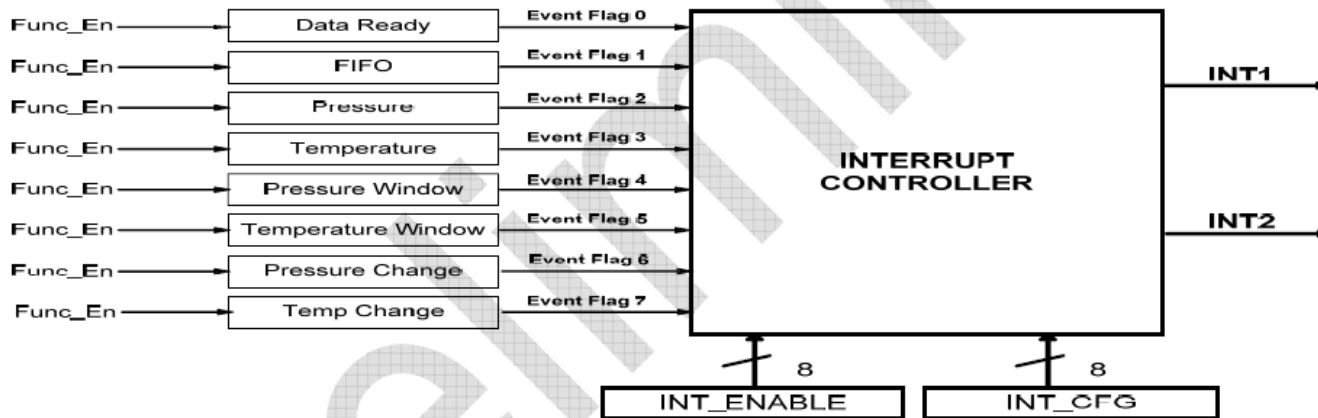 Func_En Data Ready Event Flag 0
Func_En FIFO Event Flag 1
Func_En Pressure Event Flag 2
Func_En Temperature Event Flag 3
Func_En Pressure Window Event Flag 4
Func_En Temperature Window Event Flag 5
Func_En Pressure Change Event Flag 6
Func_En Temp Change Event Flag 7
INTERRUPT
CONTROLLER
INT1
INT2
8 8
INT_ENABLE INT_CFG
elimi